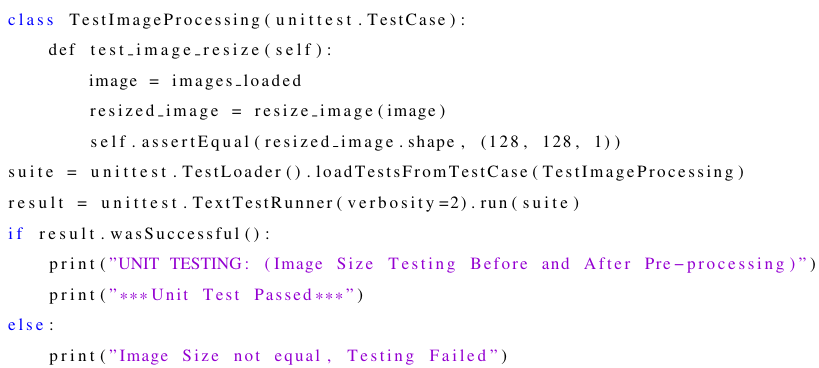 class TestImageProcessing(unittest.TestCase):
    def test_image_resize(self):
        image = images_loaded
        resized_image = resize_image(image)
        self.assertEqual(resized_image.shape, (128, 128, 1))
suite = unittest.TestLoader().loadTestsFromTestCase(TestImageProcessing)
result = unittest.TextTestRunner(verbosity=2).run(suite)
if result.wasSuccessful():
    print(”UNIT TESTING: (Image Size Testing Before and After Pre−processing)”)
    print(”∗∗∗Unit Test Passed∗∗∗”)
else:
    print(”Image Size not equal, Testing Failed”)